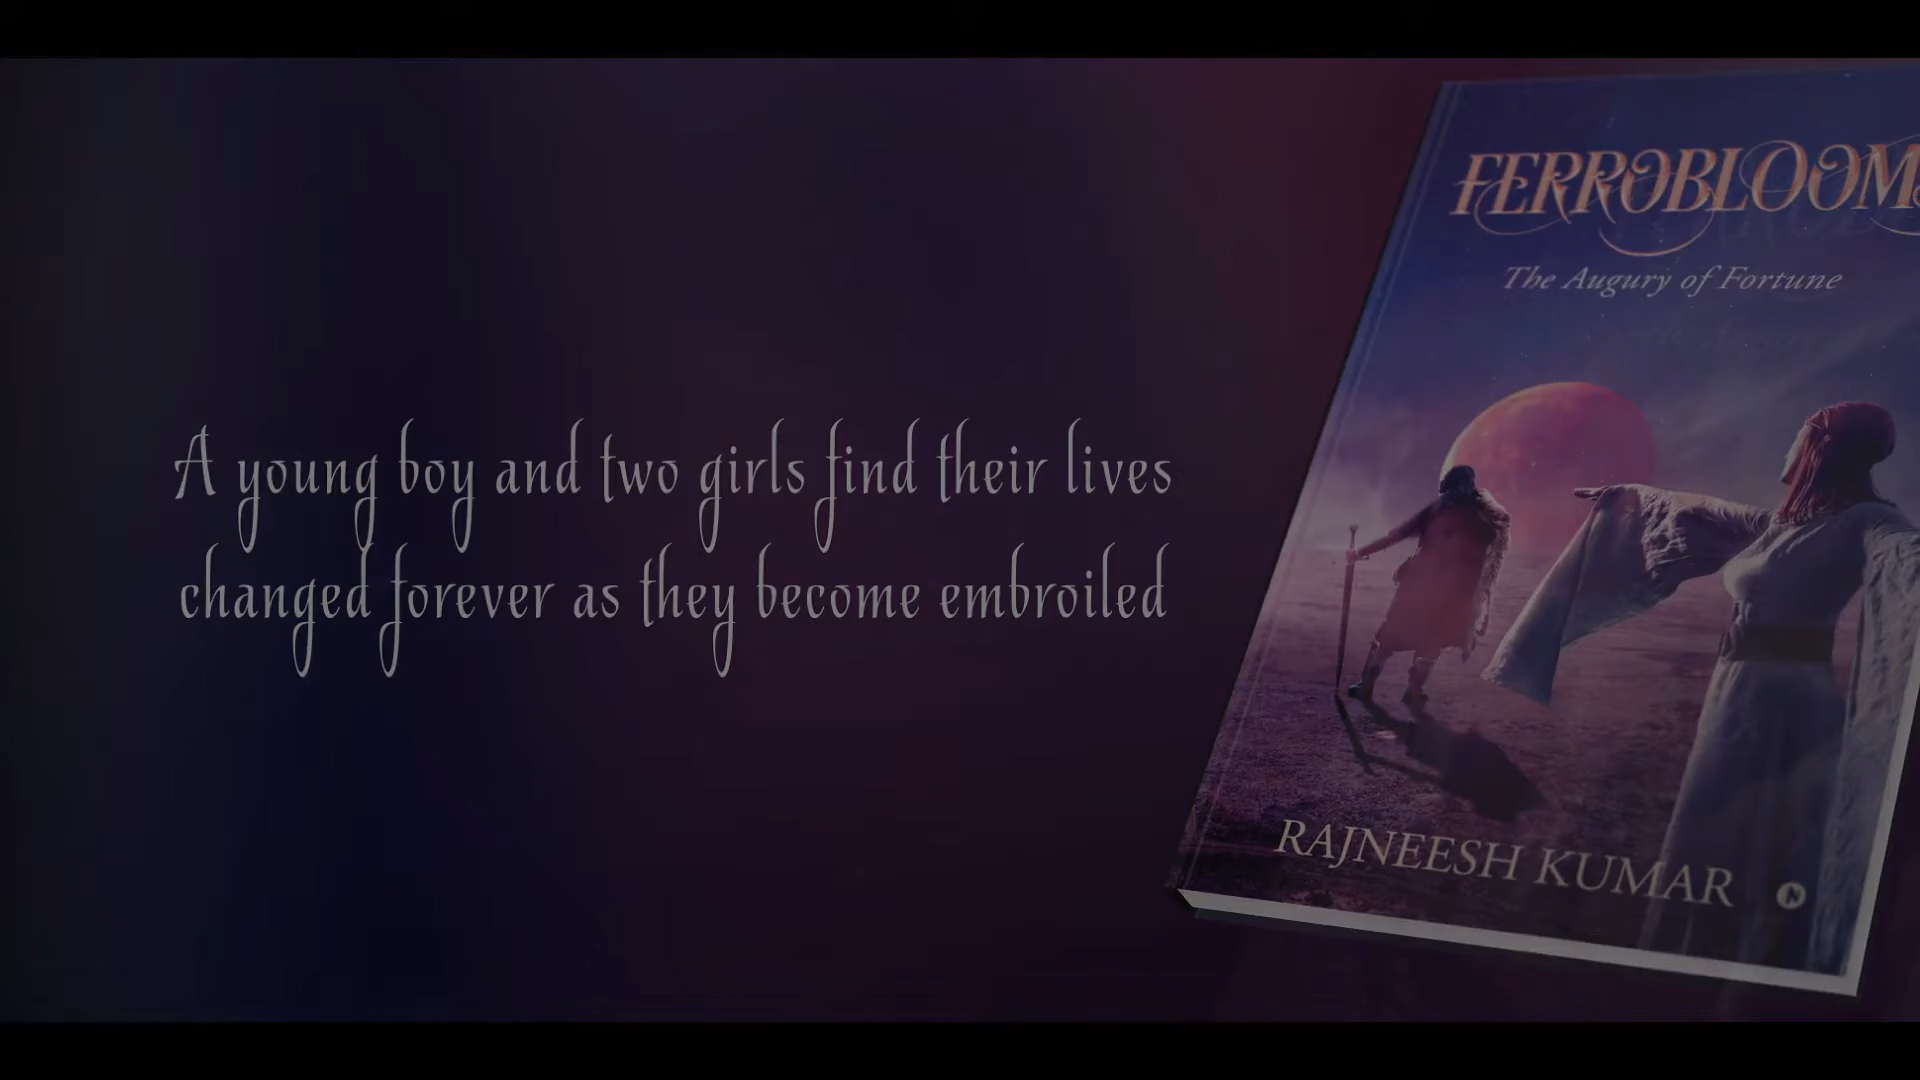 A young boy and two girls find their lives
changed forever as they become embroiled
FERROBLOOMS
The Augury of Fortune
RAJNEESH KUMAR
N